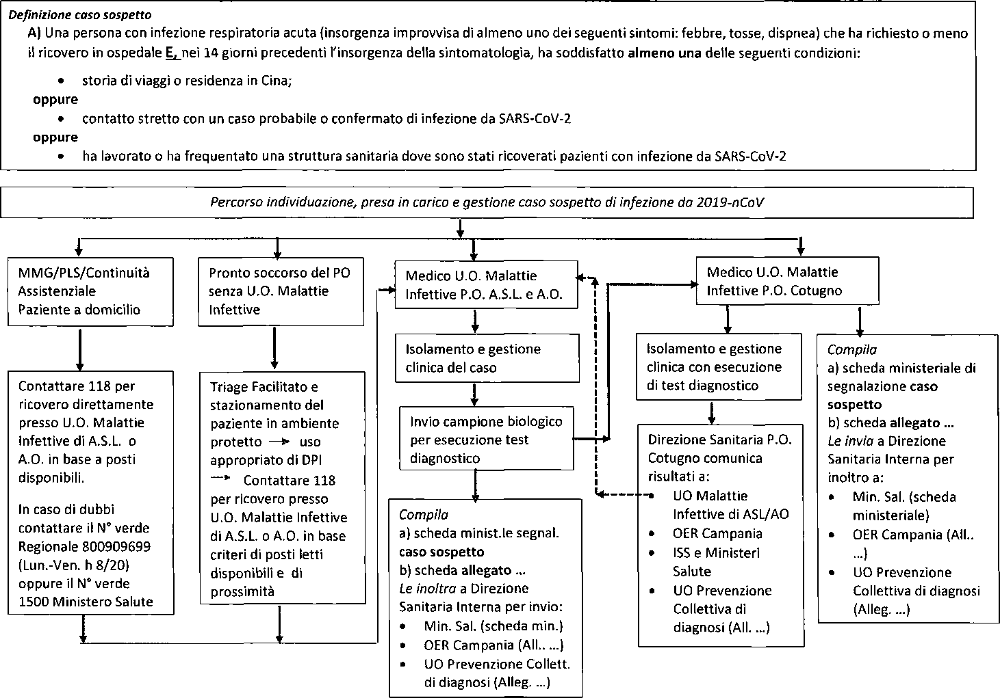 Definizione caso sospetto
A) Una persona con infezione respiratoria acuta (insorgenza improvvisa di almeno uno dei seguenti sintomi: febbre, tosse, dispnea) che ha richiesto o meno
il ricovero in ospedale E, nei 14 giorni precedenti l'insorgenza della sintomatologia, ha soddisfatto almeno una delle seguenti condizioni:
• storia di viaggi o residenza in Cina;
oppure
• contatto stretto con un caso probabile o confermato di infezione da SARS-CoV-2
oppure
• ha lavorato o ha frequentato una struttura sanitaria dove sono stati ricoverati pazienti con infezione da SARS-CoV-2
Percorso individuazione, presa in carico e gestione caso sospetto di infezione da 2019-nCoV
MMG/PLS/Continuità
Assistenziale
Paziente a domicilio
Contattare 118 per
ricovero direttamente
presso U.O. Malattie
Infettive di A.S.L. o
A.O. in base a posti
disponibili.
In caso di dubbi
contattare il N° verde
Regionale 800909699
(Lun.-Ven. h 8/20)
oppure il N° verde
1500 Ministero Salute
Pronto soccorso del PO
senza U.O. Malattie
Infettive
Triage Facilitato e
stazionamento del
paziente in ambiente
protetto → uso
appropriato di DPI
→ Contattare 118
per ricovero presso
U.O. Malattie Infettive
di A.S.L. o A.O. in base
criteri di posti letti
disponibili e di
prossimità
Medico U.O. Malattie
Infettive P.O. A.S.L. e A.O.
Isolamento e gestione
clinica del caso
Invio campione biologico
per esecuzione test
diagnostico
Compila
a) scheda minist.le segnal.
caso sospetto
b) scheda allegato ...
Le inoltra a Direzione
Sanitaria Interna per invio:
• Min. Sal. (scheda min.)
• OER Campania (All.. ...)
• UO Prevenzione Collett.
di diagnosi (Alleg. ...)
Medico U.O. Malattie
Infettive P.O. Cotugno
Isolamento e gestione
clinica con esecuzione
di test diagnostico
Direzione Sanitaria P.O.
Cotugno comunica
risultati a:
• UO Malattie
Infettive di ASL/AO
• OER Campania
• ISS e Ministeri
Salute
• UO Prevenzione
Collettiva di
diagnosi (All. ...)
Compila
a) scheda ministeriale di
segnalazione caso
sospetto
b) scheda allegato ...
Le invia a Direzione
Sanitaria Interna per
inoltro a:
• Min. Sal. (scheda
ministeriale)
• OER Campania (All..
...)
• UO Prevenzione
Collettiva di diagnosi
(Alleg. ...)